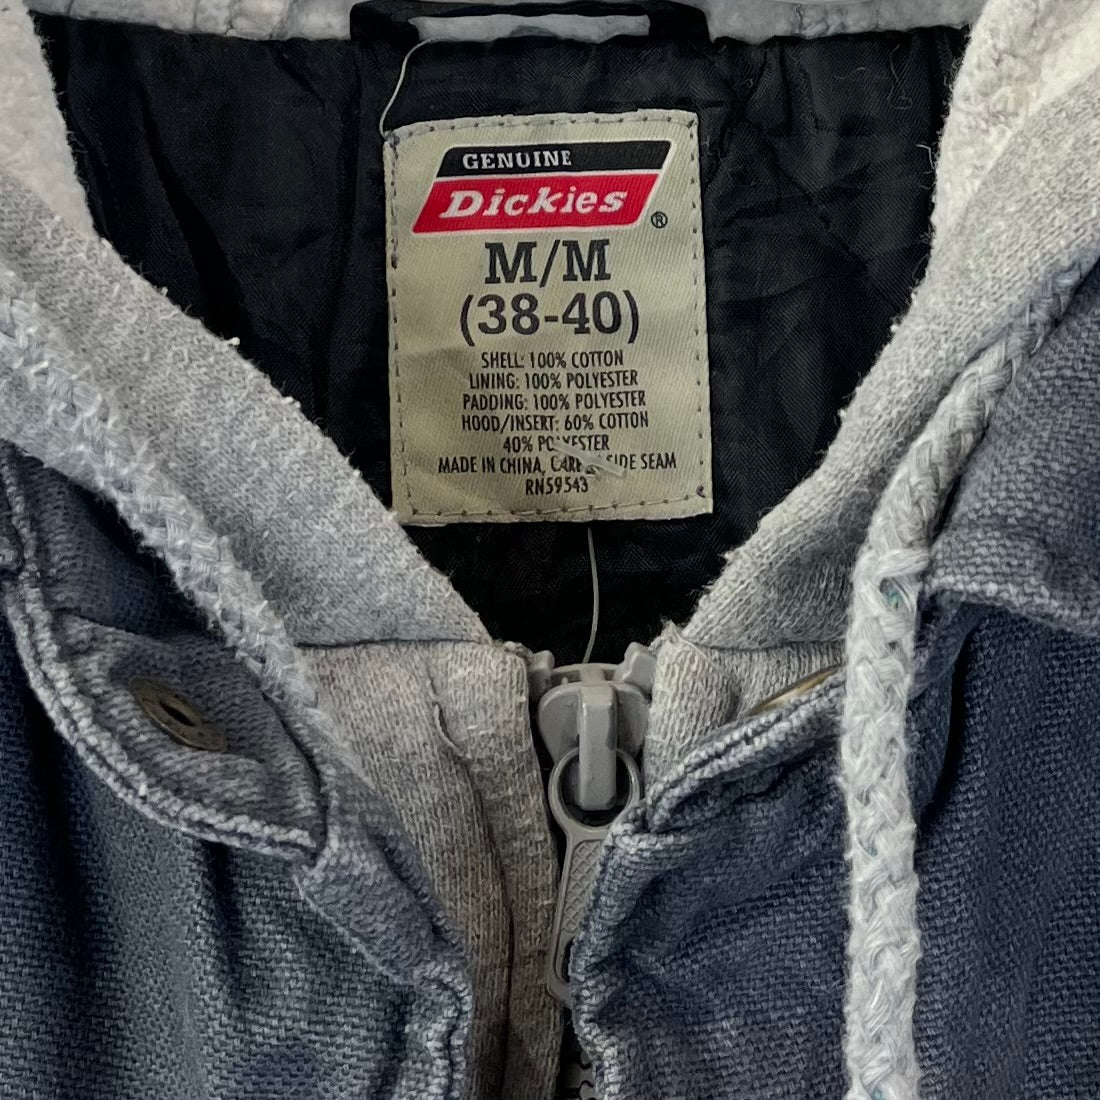 GENUINE
Dickies®
M/M
(38-40)
SHELL: 100% COTTON
LINING: 100% POLYESTER
PADDING: 100% POLYESTER
HOOD/INSERT: 60% COTTON
40% POLYESTER
MADE IN CHINA, CARE SIDE SEAM
RN59543